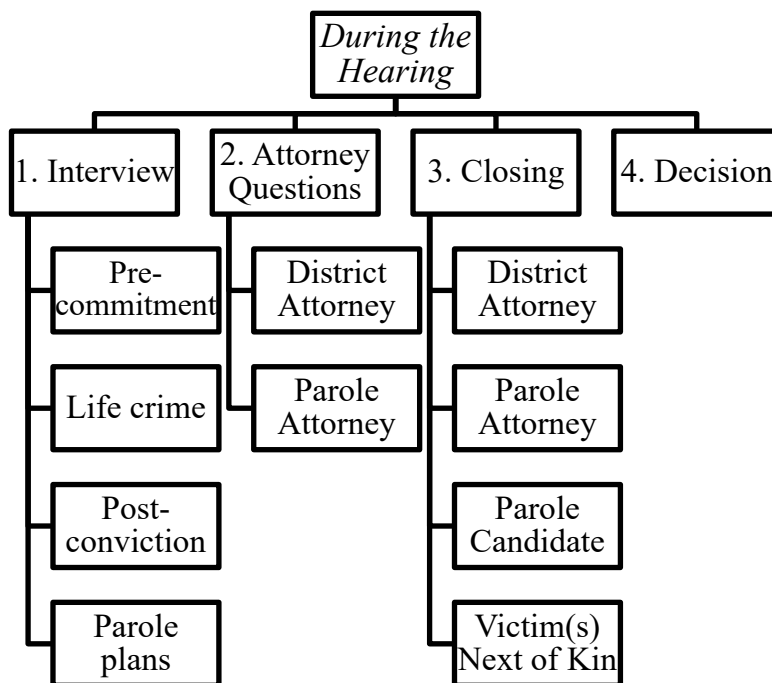 During the
Hearing
1. Interview
2. Attorney
Questions
3. Closing
4. Decision
Pre-
commitment
Life crime
Post-
conviction
Parole
plans
District
Attorney
Parole
Attorney
District
Attorney
Parole
Attorney
Parole
Candidate
Victim(s)
Next of Kin